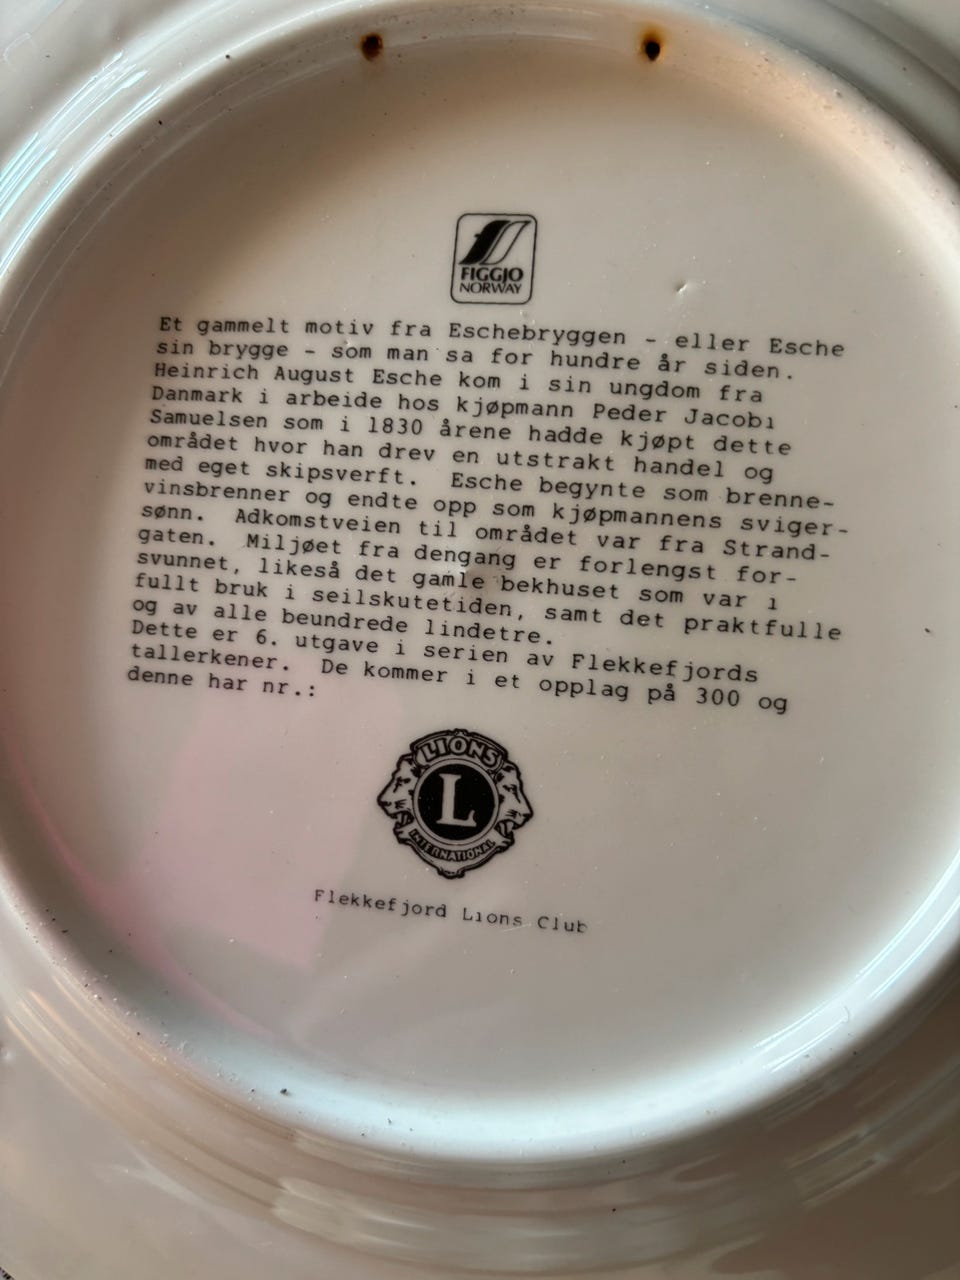 FIGGJO
NORWAY
Et gammelt motiv fra Eschebryggen - eller Esche
sin brygge - som man sa for hundre år siden.
Heinrich August Esche kom i sin ungdom fra
Danmark i arbeide hos kjøpmann Peder Jacob
Samuelsen som i 1830 årene hadde kjøpt dette
området hvor han drev en utstrakt handel og
med eget skipsverft. Esche begynte som brenne-
vinsbrenner og endte opp som kjøpmannens sviger-
sønn. Adkomstveien til området var fra Strand-
gaten. Miljøet fra dengang er forlengst for-
svunnet, likeså det gamle bekhuset som var i
fullt bruk i seilskutetiden, samt det praktfulle
og av alle beundrede lindetre.
Dette er 6. utgave i serien av Flekkefjords
tallerkener. De kommer i et opplag på 300 og
denne har nr.:
LIONS
L
INTERNATIONAL
Flekkefjord Lions Club